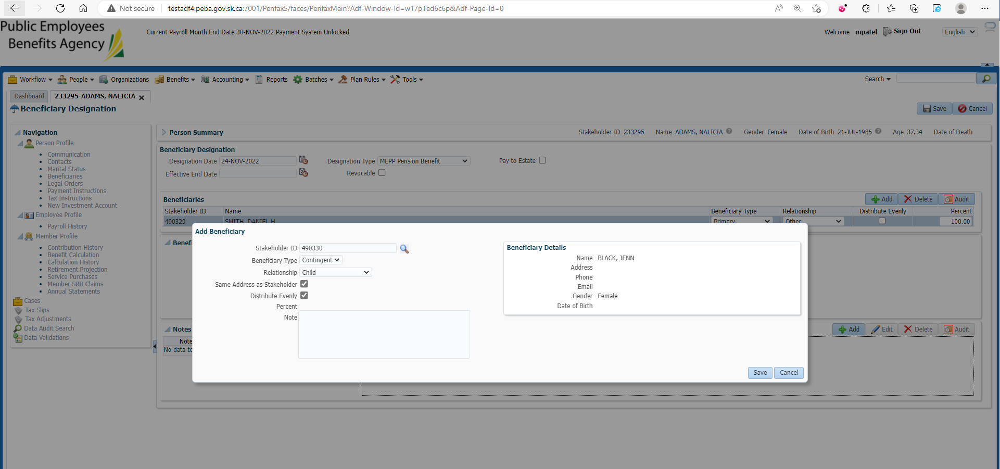 Not secure testadf4.peba.gov.sk.ca:7001/Penfax5/faces/PenfaxMain?Adf-Window-Id=w17p1ed6c6p&Adf-Page-Id=0
Public Employees
Benefits Agency
Current Payroll Month End Date 30-NOV-2022 Payment System Unlocked
Welcome mpatel Sign Out English
Workflow People Organizations Benefits Accounting Reports Batches Plan Rules Tools Search
Dashboard 233295-ADAMS, NALICIA
Beneficiary Designation Save Cancel
Navigation
Person Profile
Communication
Contacts
Marital Status
Beneficiaries
Legal Orders
Payment Instructions
Tax Instructions
New Investment Account
Employee Profile
Payroll History
Member Profile
Contribution History
Benefit Calculation
Calculation History
Retirement Projection
Service Purchases
Member SRB Claims
Annual Statements
Cases
Tax Slips
Tax Adjustments
Data Audit Search
Data Validations
Person Summary Stakeholder ID 233295 Name ADAMS, NALICIA Gender Female Date of Birth 21-JUL-1985 Age 37.34 Date of Death
Beneficiary Designation
Designation Date 24-NOV-2022 Designation Type MEPP Pension Benefit Pay to Estate
Effective End Date Revocable
Beneficiaries Add Delete Audit
Stakeholder ID Name Beneficiary Type Relationship Distribute Evenly Percent
490329 SMITH, DANIEL H Primary Other 100.00
Benefi
Notes Add Edit Delete Audit
Note
No data to
Add Beneficiary
Stakeholder ID 490330
Beneficiary Type Contingent
Relationship Child
Same Address as Stakeholder
Distribute Evenly
Percent
Note
Beneficiary Details
Name BLACK, JENN
Address
Phone
Email
Gender Female
Date of Birth
Save Cancel